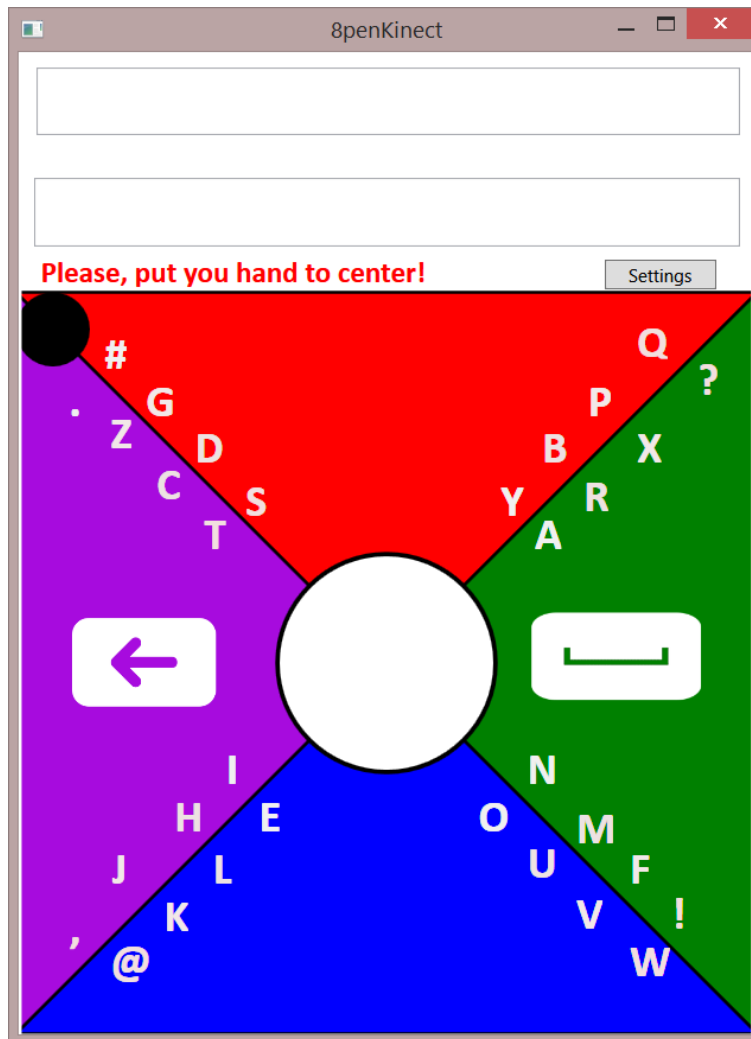 8penKinect
Please, put you hand to center!
Settings
# Q
. G P ?
Z D B X
C S Y R
T A
I N
H E O M
J L U F
K V !
, @ W